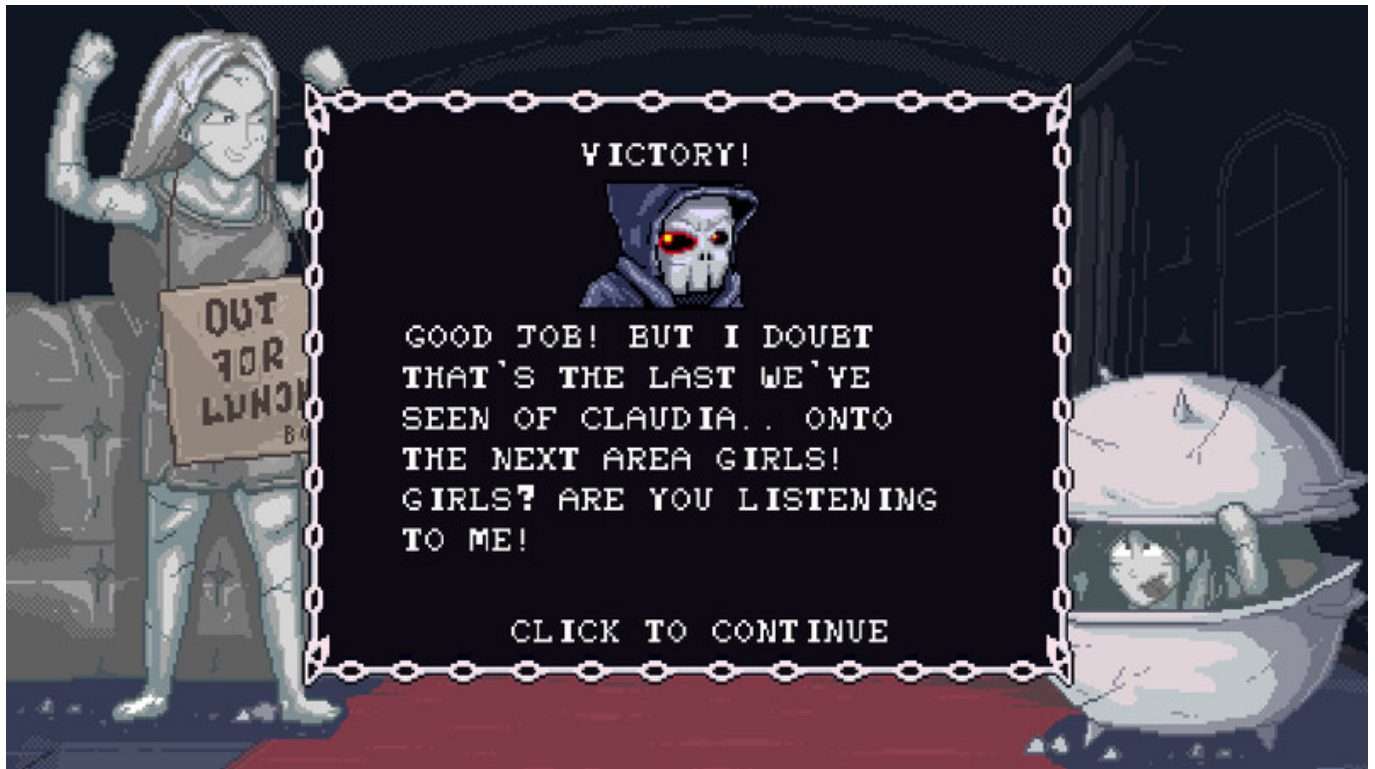 VICTORY!
OUT
FOR
LUNCH
GOOD JOB! BUT I DOUBT
THAT'S THE LAST WE'VE
SEEN OF CLAUDIA.. ONTO
THE NEXT AREA GIRLS!
GIRLS? ARE YOU LISTENING
TO ME!
CLICK TO CONTINUE